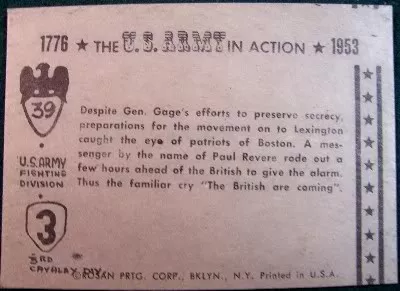 1776 ★ THE U.S. ARMY IN ACTION ★ 1953
39
Despite Gen. Gage's efforts to preserve secrecy,
preparations for the movement on to Lexington
caught the eye of patriots of Boston. A mes-
senger by the name of Paul Revere rode out a
few hours ahead of the British to give the alarm.
Thus the familiar cry "The British are coming".
U.S. ARMY
FIGHTING
DIVISION
3
3RD
CAVALRY DIV.
©ROSAN PRTG. CORP., BKLYN., N.Y. Printed in U.S.A.